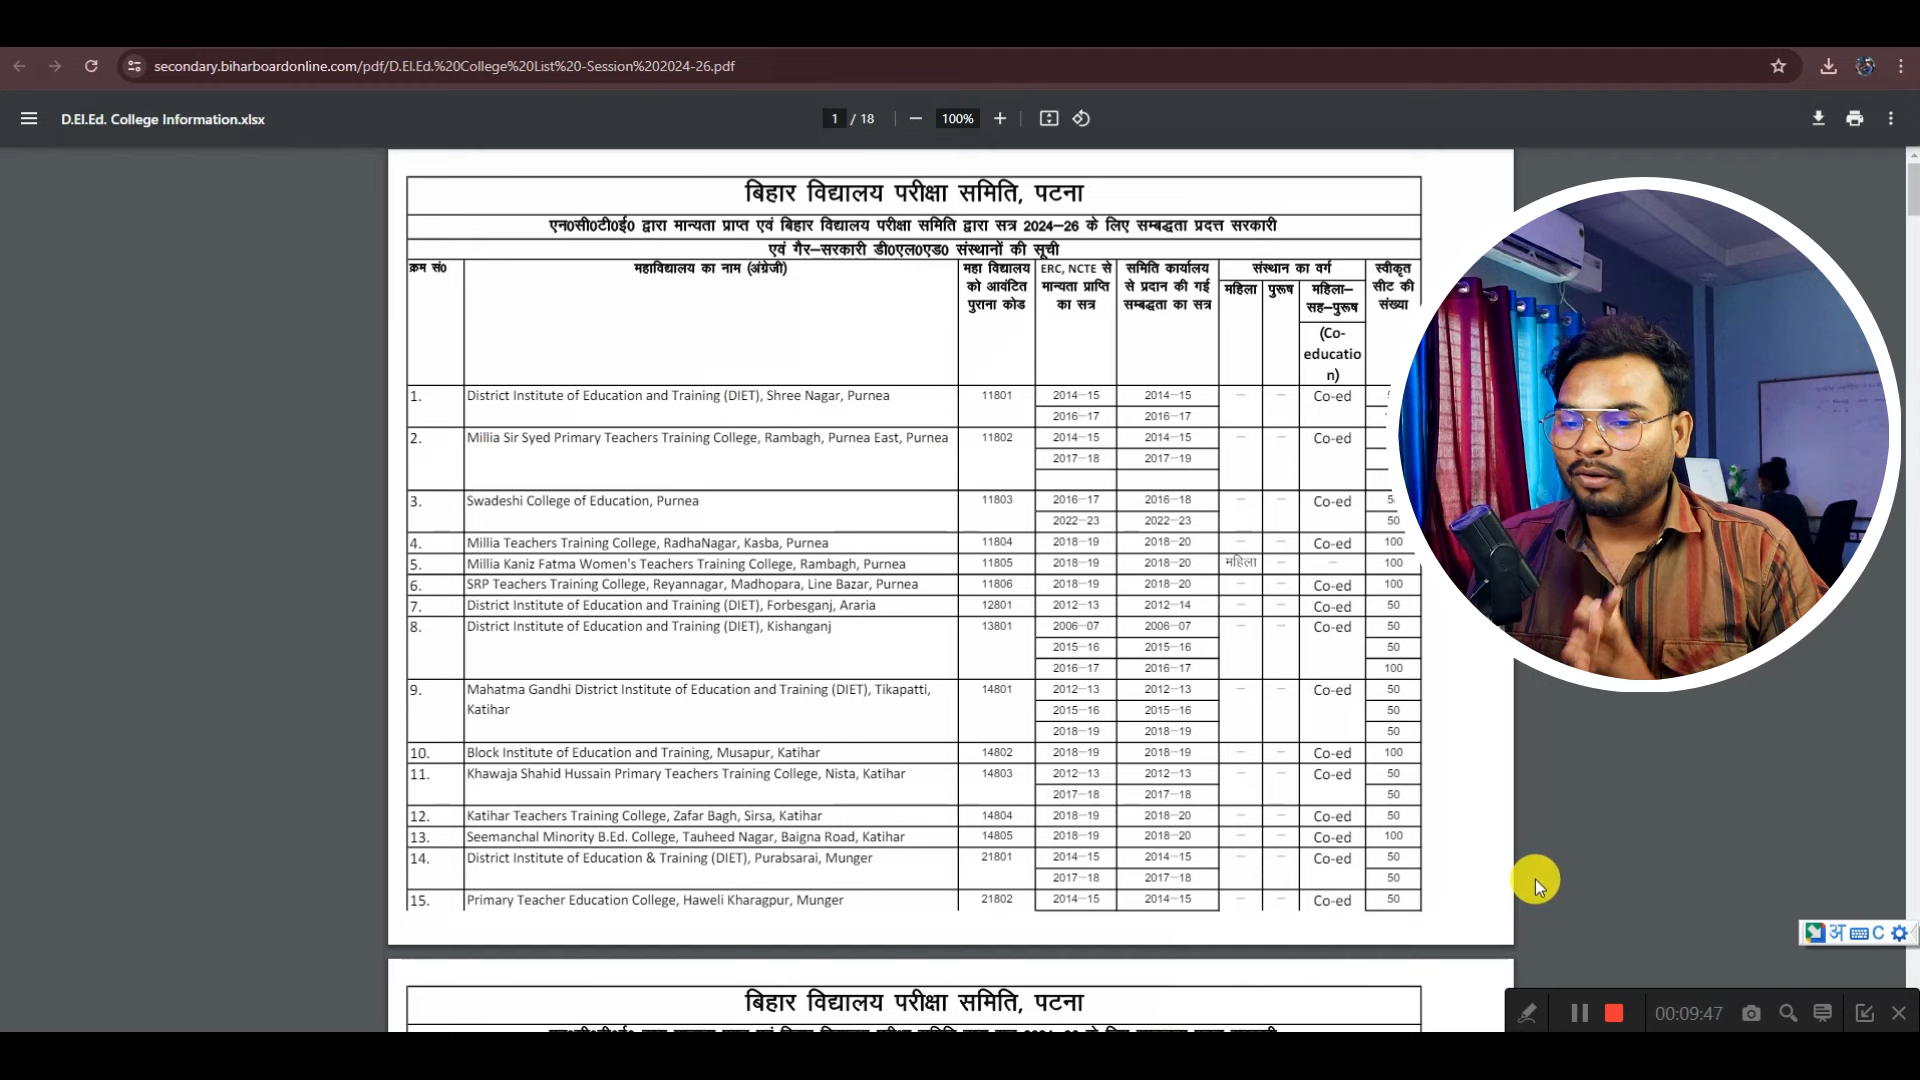 secondary.biharboardonline.com/pdf/D.El.Ed.%20College%20List%20-Session%202024-26.pdf
D.El.Ed. College Information.xlsx
1 / 18
100%
बिहार विद्यालय परीक्षा समिति, पटना
एन0सी0टी0ई0 द्वारा मान्यता प्राप्त एवं बिहार विद्यालय परीक्षा समिति द्वारा सत्र 2024–26 के लिए सम्बद्धता प्रदत्त सरकारी
एवं गैर–सरकारी डी0एल0एड0 संस्थानों की सूची
क्रम सं0 महाविद्यालय का नाम (अंग्रेजी) महा विद्यालय को आवंटित पुराना कोड ERC, NCTE से मान्यता प्राप्ति का सत्र समिति कार्यालय से प्रदान की गई सम्बद्धता का सत्र संस्थान का वर्ग स्वीकृत सीट की संख्या
महिला पुरूष महिला–सह–पुरूष
(Co-educatio
n)
1. District Institute of Education and Training (DIET), Shree Nagar, Purnea 11801 2014–15 2014–15 – – Co-ed
2016–17 2016–17
2. Millia Sir Syed Primary Teachers Training College, Rambagh, Purnea East, Purnea 11802 2014–15 2014–15 – – Co-ed
2017–18 2017–19
3. Swadeshi College of Education, Purnea 11803 2016–17 2016–18 – – Co-ed
2022–23 2022–23 50
4. Millia Teachers Training College, RadhaNagar, Kasba, Purnea 11804 2018–19 2018–20 – – Co-ed 100
5. Millia Kaniz Fatma Women's Teachers Training College, Rambagh, Purnea 11805 2018–19 2018–20 महिला – – 100
6. SRP Teachers Training College, Reyannagar, Madhopara, Line Bazar, Purnea 11806 2018–19 2018–20 – – Co-ed 100
7. District Institute of Education and Training (DIET), Forbesganj, Araria 12801 2012–13 2012–14 – – Co-ed 50
8. District Institute of Education and Training (DIET), Kishanganj 13801 2006–07 2006–07 – – Co-ed 50
2015–16 2015–16 50
2016–17 2016–17 100
9. Mahatma Gandhi District Institute of Education and Training (DIET), Tikapatti, 14801 2012–13 2012–13 – – Co-ed 50
Katihar 2015–16 2015–16 50
2018–19 2018–19 50
10. Block Institute of Education and Training, Musapur, Katihar 14802 2018–19 2018–19 – – Co-ed 100
11. Khawaja Shahid Hussain Primary Teachers Training College, Nista, Katihar 14803 2012–13 2012–13 – – Co-ed 50
2017–18 2017–18 50
12. Katihar Teachers Training College, Zafar Bagh, Sirsa, Katihar 14804 2018–19 2018–20 – – Co-ed 50
13. Seemanchal Minority B.Ed. College, Tauheed Nagar, Baigna Road, Katihar 14805 2018–19 2018–20 – – Co-ed 100
14. District Institute of Education & Training (DIET), Purabsarai, Munger 21801 2014–15 2014–15 – – Co-ed 50
2017–18 2017–18 50
15. Primary Teacher Education College, Haweli Kharagpur, Munger 21802 2014–15 2014–15 – – Co-ed 50
अ C
बिहार विद्यालय परीक्षा समिति, पटना
00:09:47